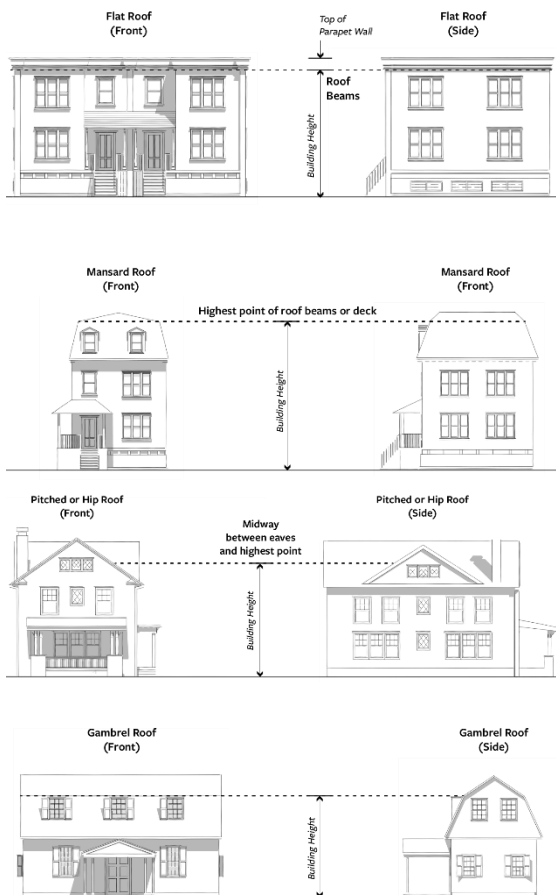 Flat Roof
(Front)
Top of
Parapet Wall
Flat Roof
(Side)
Roof
Beams
Building Height
Mansard Roof
(Front)
Mansard Roof
(Front)
Highest point of roof beams or deck
Building Height
Pitched or Hip Roof
(Front)
Pitched or Hip Roof
(Side)
Midway
between eaves
and highest point
Building Height
Gambrel Roof
(Front)
Gambrel Roof
(Side)
Building Height